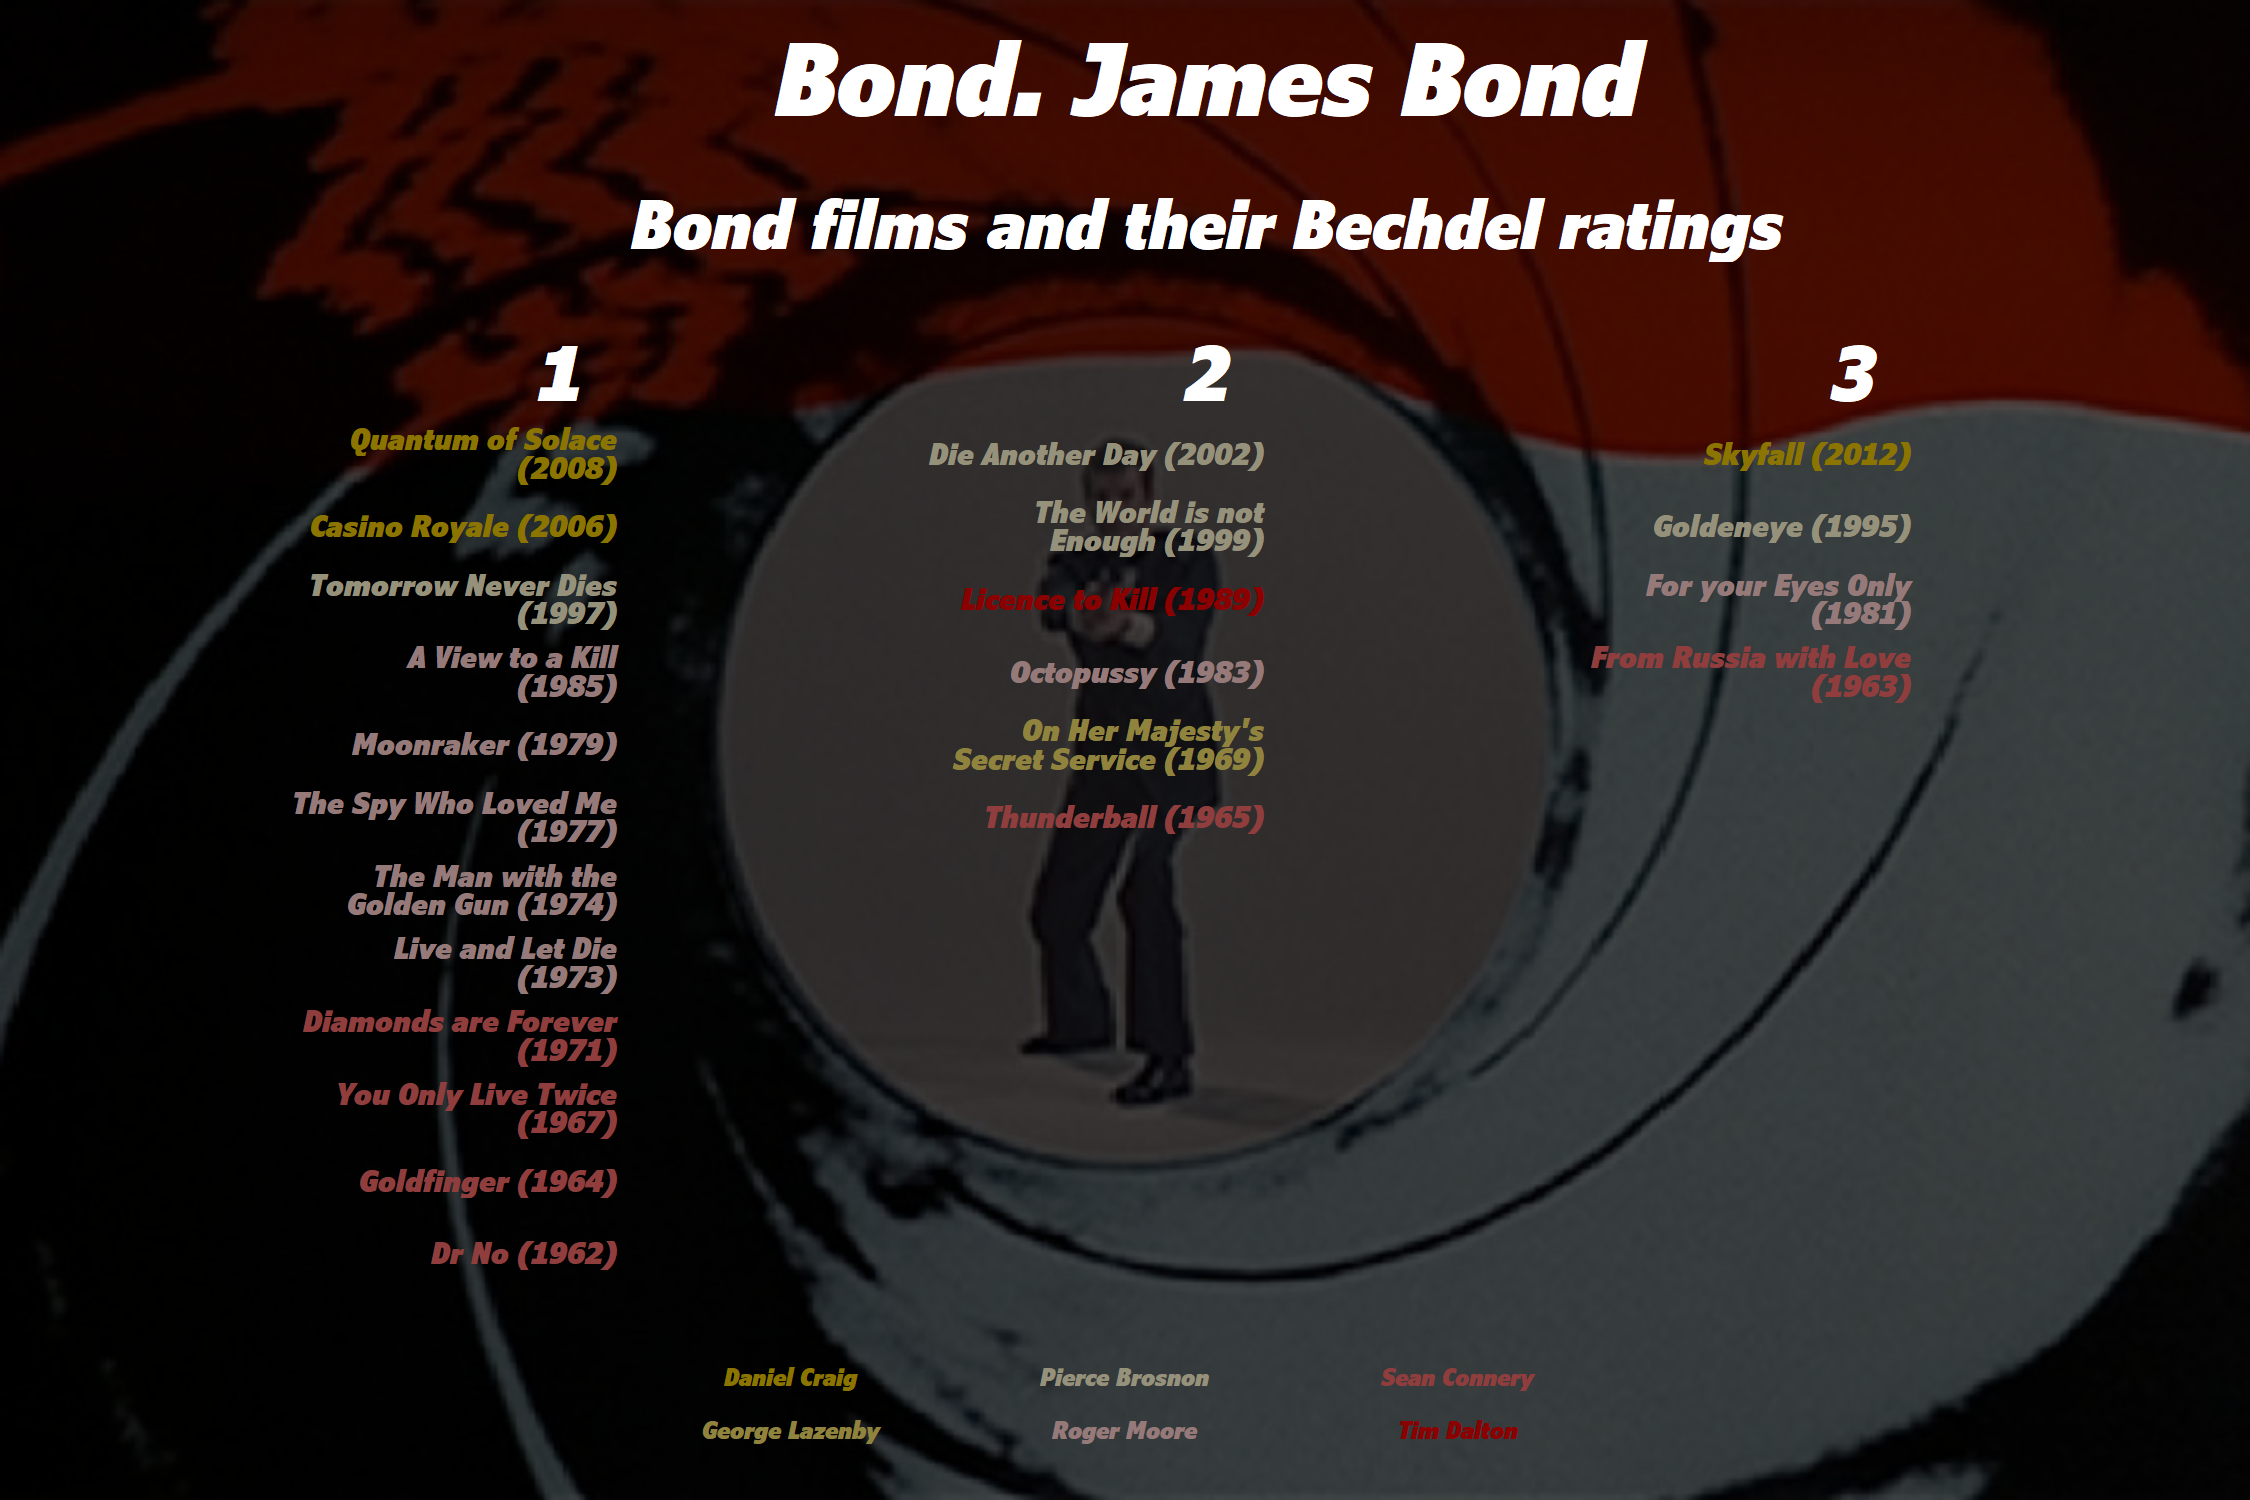 Bond. James Bond
Bond films and their Bechdel ratings
1
Quantum of Solace
(2008)
Casino Royale (2006)
Tomorrow Never Dies
(1997)
A View to a Kill
(1985)
Moonraker (1979)
The Spy Who Loved Me
(1977)
The Man with the
Golden Gun (1974)
Live and Let Die
(1973)
Diamonds are Forever
(1971)
You Only Live Twice
(1967)
Goldfinger (1964)
Dr No (1962)
2
Die Another Day (2002)
The World is not
Enough (1999)
Licence to Kill (1989)
Octopussy (1983)
On Her Majesty's
Secret Service (1969)
Thunderball (1965)
3
Skyfall (2012)
Goldeneye (1995)
For your Eyes Only
(1981)
From Russia with Love
(1963)
Daniel Craig
Pierce Brosnon
Sean Connery
George Lazenby
Roger Moore
Tim Dalton